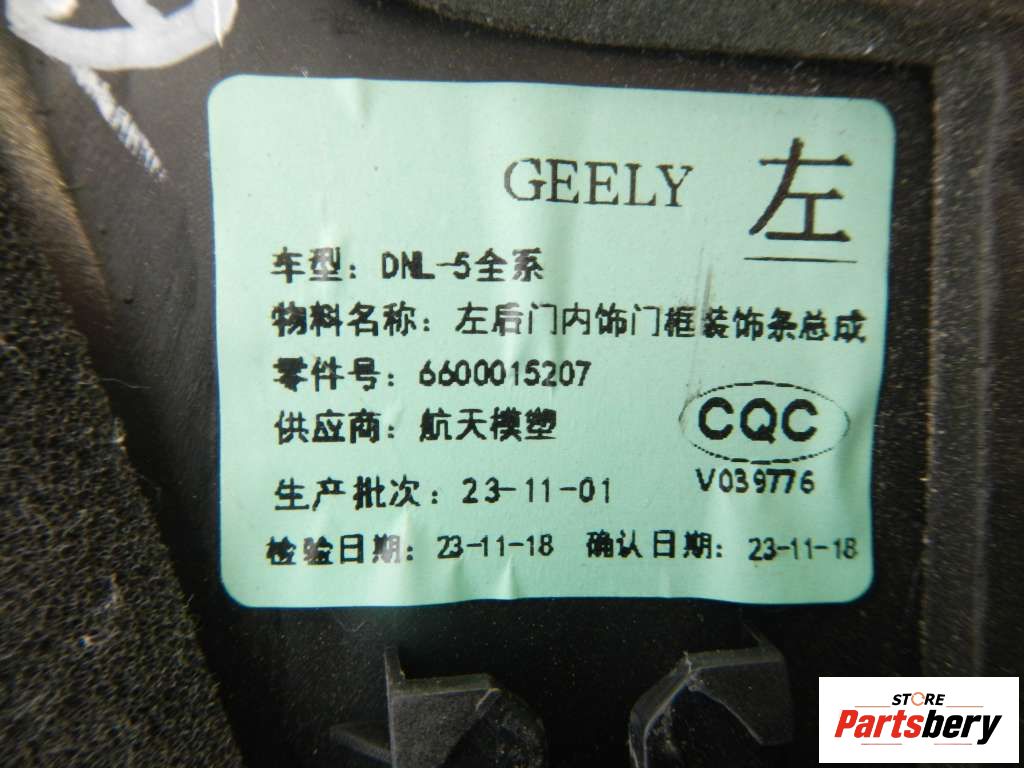 GEELY 左
车型：DNL-5全系
物料名称：左后门内饰门框装饰条总成
零件号：6600015207
供应商：航天模塑
CQC
V039776
生产批次：23-11-01
检验日期：23-11-18 确认日期：23-11-18
STORE
Partsbery